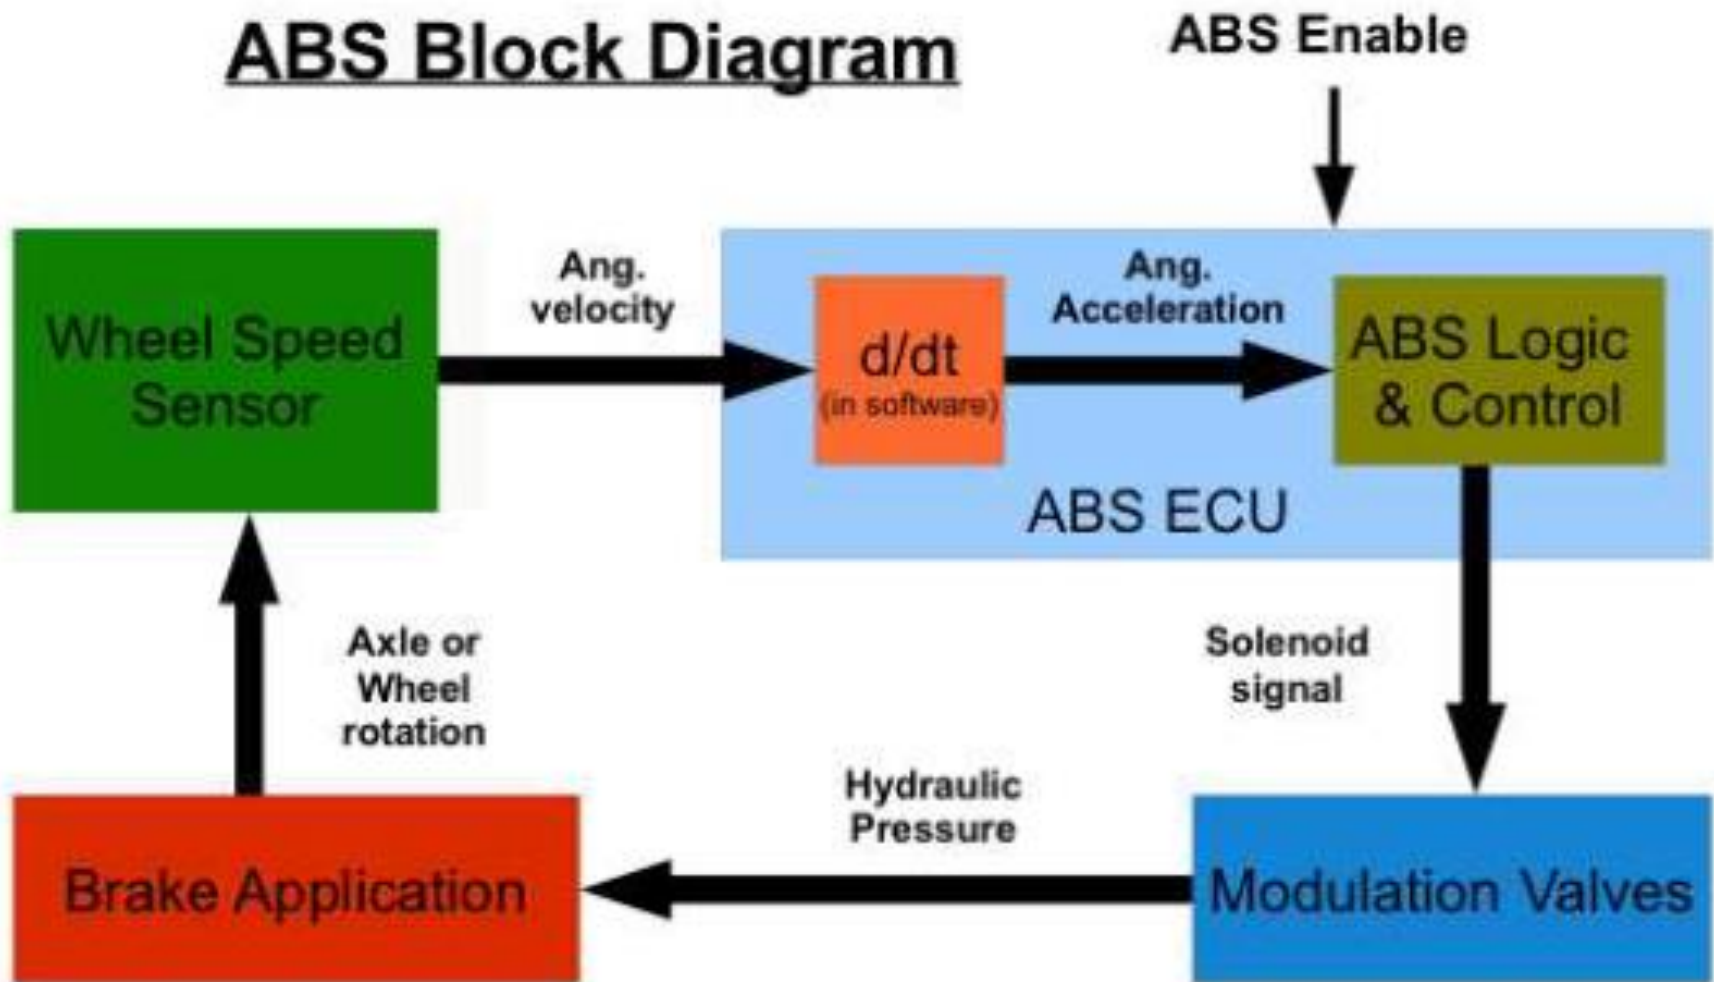 ABS Block Diagram
ABS Enable
Wheel Speed
Sensor
Ang.
velocity
d/dt
(in software)
Ang.
Acceleration
ABS Logic
& Control
ABS ECU
Axle or
Wheel
rotation
Solenoid
signal
Hydraulic
Pressure
Brake Application
Modulation Valves